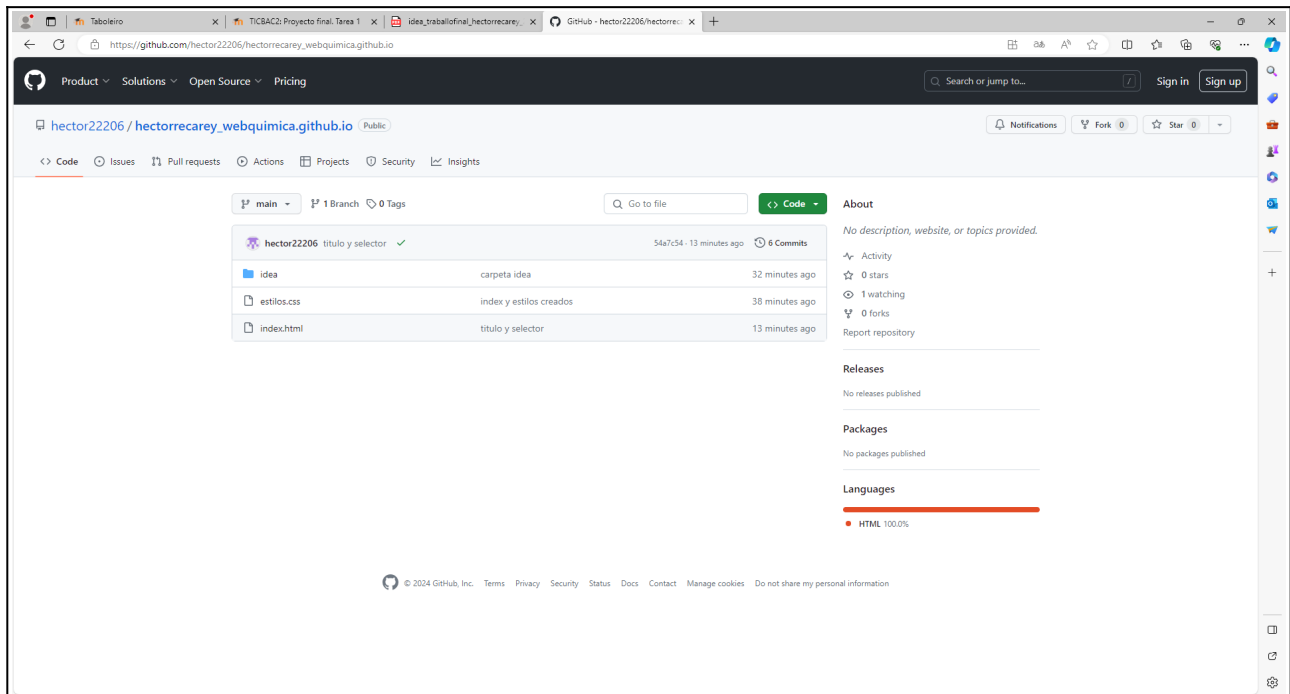 Taboleiro
TICBAC2: Proyecto final. Tarea 1
idea_traballofinal_hectorrecarey_
GitHub - hector22206/hectorrec
https://github.com/hector22206/hectorrecarey_webquimica.github.io
Product Solutions Open Source Pricing
Search or jump to... /
Sign in Sign up
hector22206 / hectorrecarey_webquimica.github.io Public
Notifications Fork 0 Star 0
Code Issues Pull requests Actions Projects Security Insights
main 1 Branch 0 Tags Go to file Code
hector22206 titulo y selector 54a7c54 · 13 minutes ago 6 Commits
idea carpeta idea 32 minutes ago
estilos.css index y estilos creados 38 minutes ago
index.html titulo y selector 13 minutes ago
About
No description, website, or topics provided.
Activity
0 stars
1 watching
0 forks
Report repository
Releases
No releases published
Packages
No packages published
Languages
HTML 100.0%
© 2024 GitHub, Inc. Terms Privacy Security Status Docs Contact Manage cookies Do not share my personal information